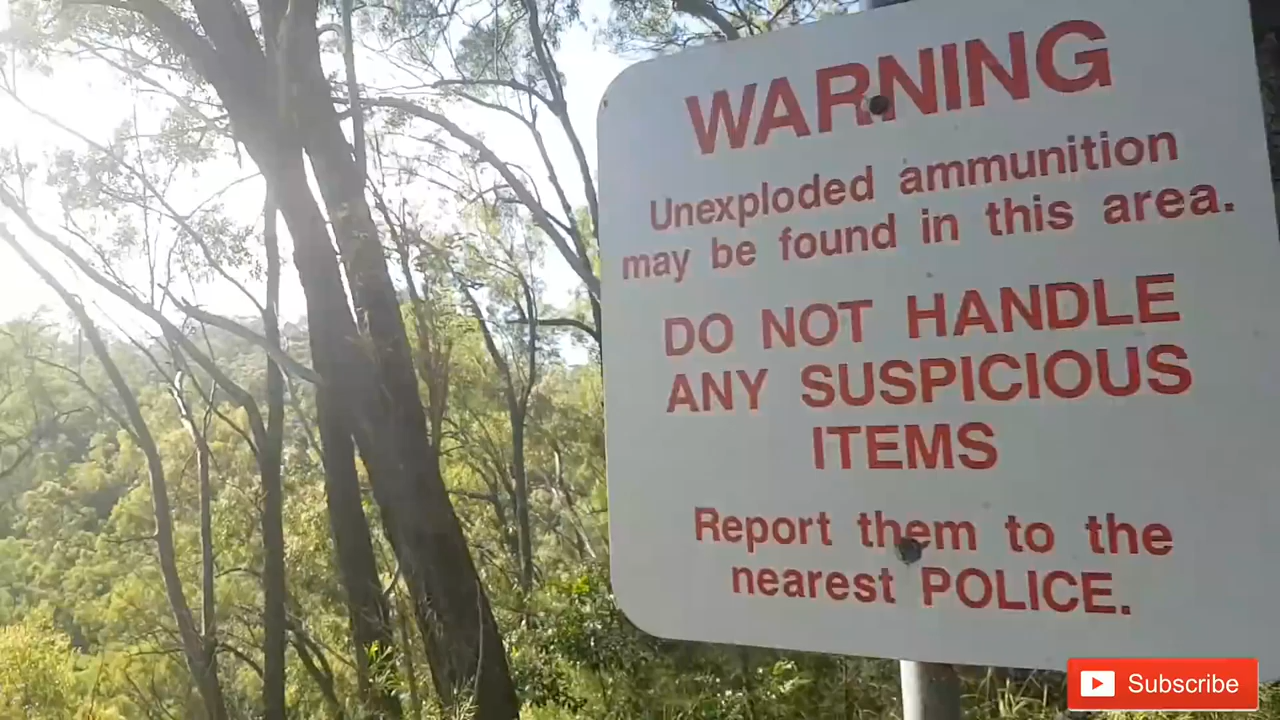 WARNING
Unexploded ammunition
may be found in this area.
DO NOT HANDLE
ANY SUSPICIOUS
ITEMS
Report them to the
nearest POLICE.
Subscribe